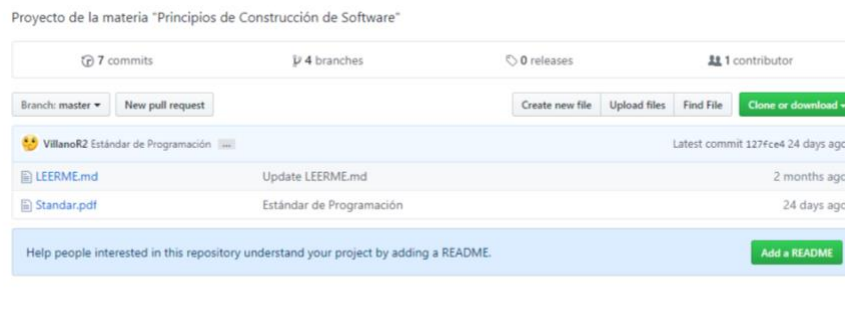 Proyecto de la materia "Principios de Construcción de Software"
7 commits 4 branches 0 releases 1 contributor
Branch: master New pull request Create new file Upload files Find File Clone or download
VillanoR2 Estándar de Programación ... Latest commit 127fce4 24 days ago
LEERME.md Update LEERME.md 2 months ago
Standar.pdf Estándar de Programación 24 days ago
Help people interested in this repository understand your project by adding a README. Add a README